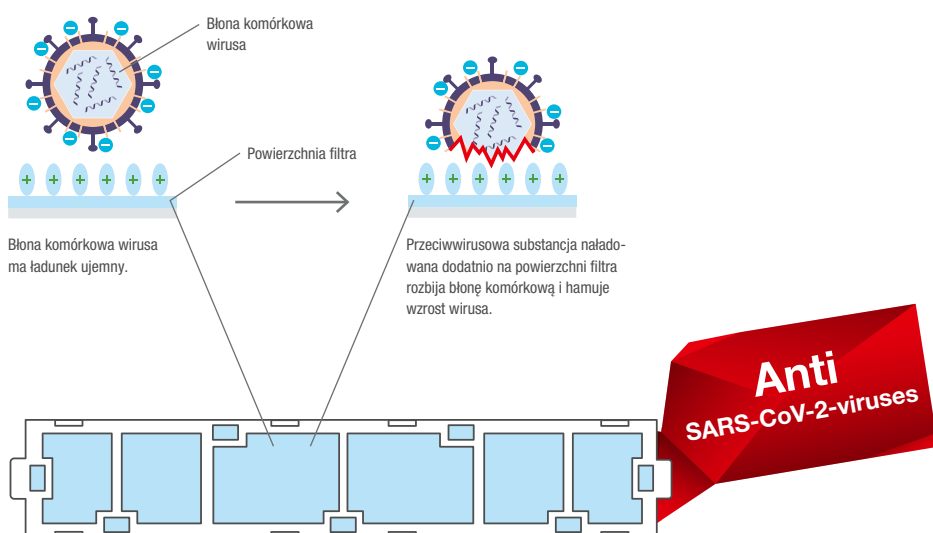 Błona komórkowa
wirusa
Powierzchnia filtra
Błona komórkowa wirusa
ma ładunek ujemny.
Przeciwwirusowa substancja nałado-
wana dodatnio na powierzchni filtra
rozbija błonę komórkową i hamuje
wzrost wirusa.
Anti
SARS-CoV-2-viruses